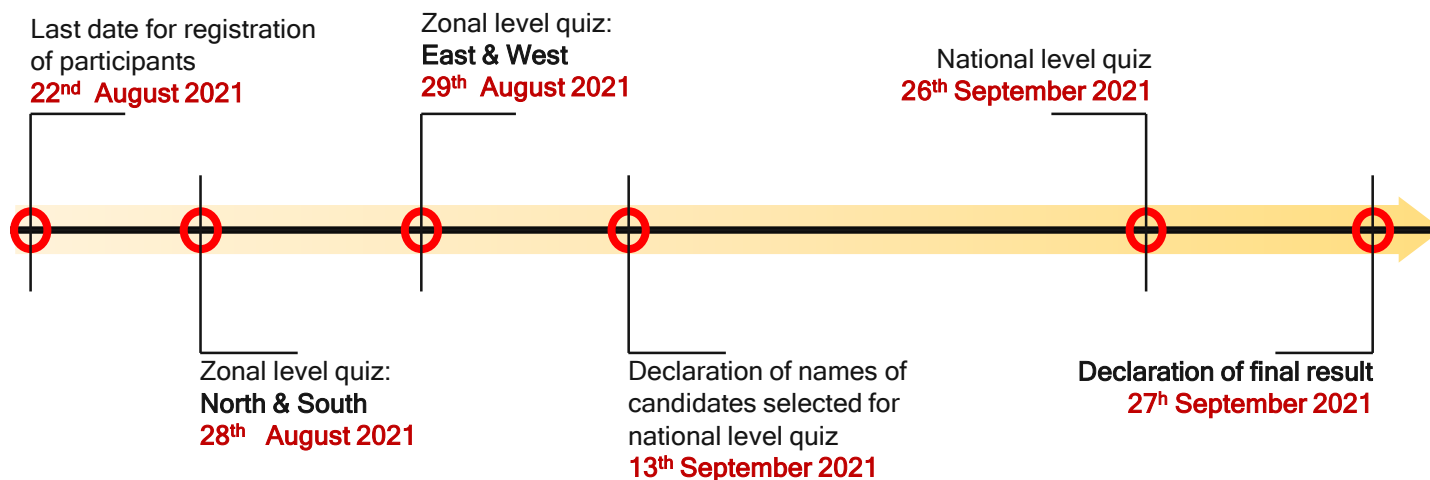 Last date for registration
of participants
22nd August 2021
Zonal level quiz:
North & South
28th August 2021
Zonal level quiz:
East & West
29th August 2021
Declaration of names of
candidates selected for
national level quiz
13th September 2021
National level quiz
26th September 2021
Declaration of final result
27h September 2021